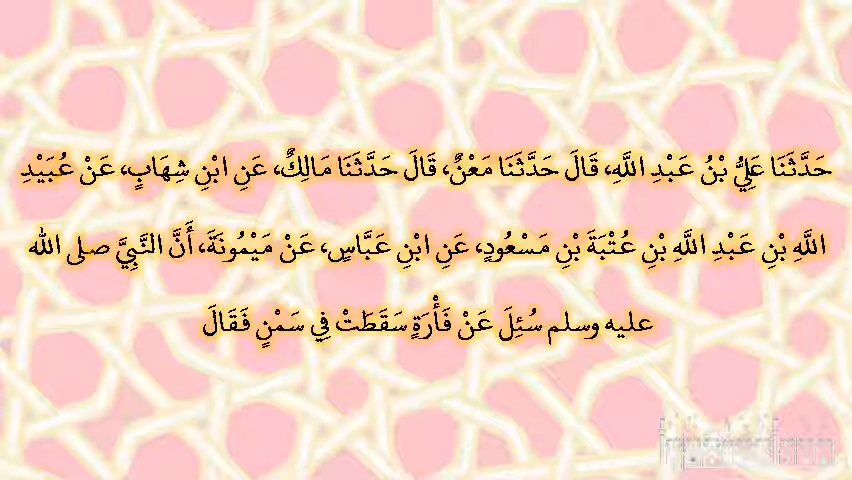 حَدَّثَنَا عَلِيُّ بْنُ عَبْدِ اللَّهِ، قَالَ حَدَّثَنَا مَعْنٌ، قَالَ حَدَّثَنَا مَالِكٌ، عَنِ ابْنِ شِهَابٍ، عَنْ عُبَيْدِ
اللَّهِ بْنِ عَبْدِ اللَّهِ بْنِ عُتْبَةَ بْنِ مَسْعُودٍ، عَنِ ابْنِ عَبَّاسٍ، عَنْ مَيْمُونَةَ، أَنَّ النَّبِيَّ صلى الله
عليه وسلم سُئِلَ عَنْ فَأْرَةٍ سَقَطَتْ فِي سَمْنٍ فَقَالَ